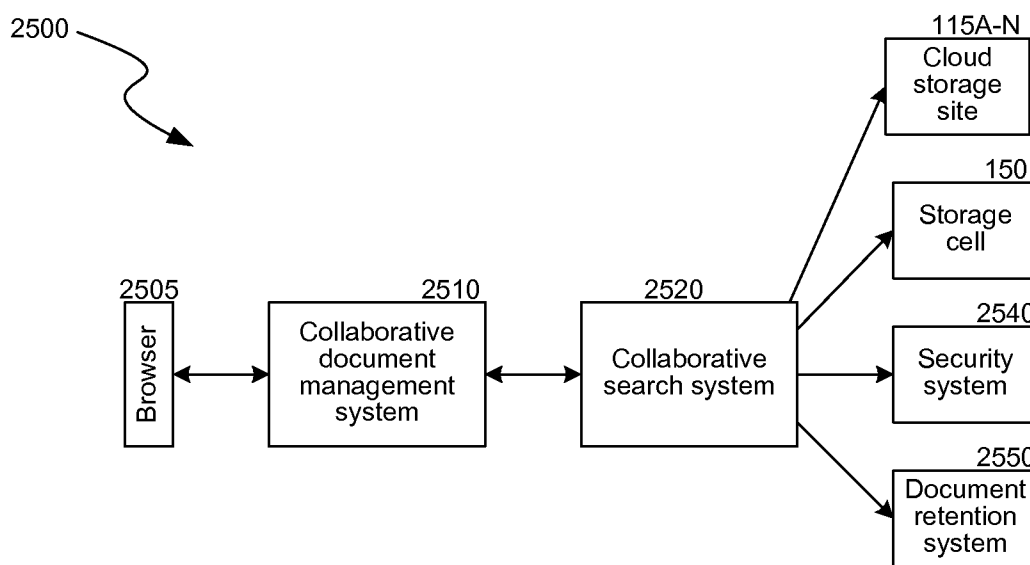 2500
115A-N
Cloud
storage
site
150
Storage
cell
2505
Browser
2510
Collaborative
document
management
system
2520
Collaborative
search system
2540
Security
system
2550
Document
retention
system